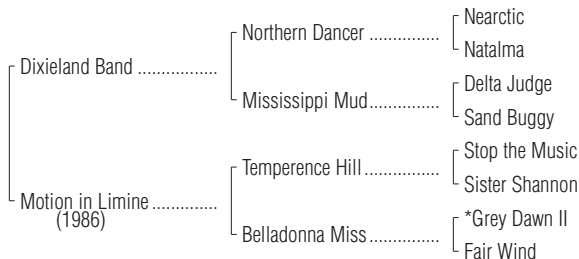 Nearctic
Northern Dancer ...............
Natalma
Dixieland Band .................
Delta Judge
Mississippi Mud...............
Sand Buggy
Stop the Music
Temperence Hill................
Sister Shannon
Motion in Limine..............
(1986)
*Grey Dawn II
Belladonna Miss ...............
Fair Wind